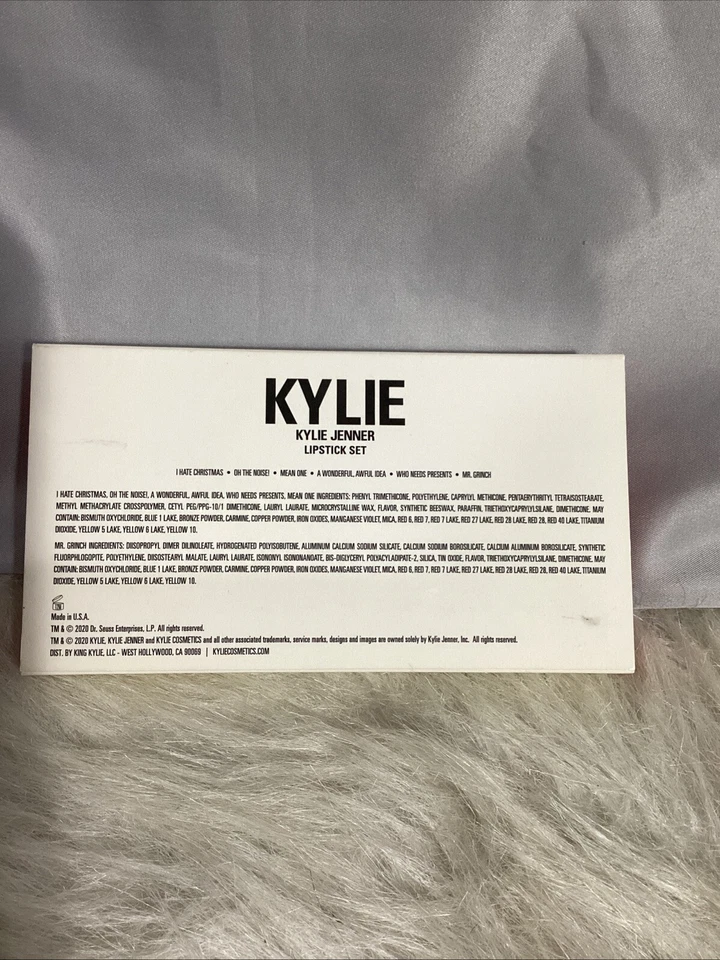 KYLIE
KYLIE JENNER
LIPSTICK SET
I HATE CHRISTMAS • OH THE NOISE! • MEAN ONE • A WONDERFUL, AWFUL IDEA • WHO NEEDS PRESENTS • MR. GRINCH
I HATE CHRISTMAS, OH THE NOISE!, A WONDERFUL, AWFUL IDEA, WHO NEEDS PRESENTS, MEAN ONE INGREDIENTS: PHENYL TRIMETHICONE, POLYETHYLENE, CAPRYLYL METHICONE, PENTAERYTHRITYL TETRAISOSTEARATE,
METHYL METHACRYLATE CROSSPOLYMER, CETYL PEG/PPG-10/1 DIMETHICONE, LAURYL LAURATE, MICROCRYSTALLINE WAX, FLAVOR, SYNTHETIC BEESWAX, PARAFFIN, TRIETHOXYCAPRYLYLSILANE, DIMETHICONE. MAY
CONTAIN: BISMUTH OXYCHLORIDE, BLUE 1 LAKE, BRONZE POWDER, CARMINE, COPPER POWDER, IRON OXIDES, MANGANESE VIOLET, MICA, RED 6, RED 7, RED 7 LAKE, RED 27 LAKE, RED 28 LAKE, RED 28, RED 40 LAKE, TITANIUM
DIOXIDE, YELLOW 5 LAKE, YELLOW 6 LAKE, YELLOW 10.
MR. GRINCH INGREDIENTS: DIISOPROPYL DIMER DILINOLEATE, HYDROGENATED POLYISOBUTENE, ALUMINUM CALCIUM SODIUM SILICATE, CALCIUM SODIUM BOROSILICATE, CALCIUM ALUMINUM BOROSILICATE, SYNTHETIC
FLUORPHLOGOPITE, POLYETHYLENE, DIISOSTEARYL MALATE, LAURYL LAURATE, ISONONYL ISONONANOATE, BIS-DIGLYCERYL POLYACYLADIPATE-2, SILICA, TIN OXIDE, FLAVOR, TRIETHOXYCAPRYLYLSILANE, DIMETHICONE. MAY
CONTAIN: BISMUTH OXYCHLORIDE, BLUE 1 LAKE, BRONZE POWDER, CARMINE, COPPER POWDER, IRON OXIDES, MANGANESE VIOLET, MICA, RED 6, RED 7, RED 7 LAKE, RED 27 LAKE, RED 28 LAKE, RED 28, RED 40 LAKE, TITANIUM
DIOXIDE, YELLOW 5 LAKE, YELLOW 6 LAKE, YELLOW 10.
Made in U.S.A.
TM & © 2020 Dr. Seuss Enterprises, L.P. All rights reserved.
TM & © 2020 KYLIE, KYLIE JENNER and KYLIE COSMETICS and all other associated trademarks, service marks, designs and images are owned solely by Kylie Jenner, Inc. All rights reserved.
DIST. BY KING KYLIE, LLC - WEST HOLLYWOOD, CA 90069 | KYLIECOSMETICS.COM